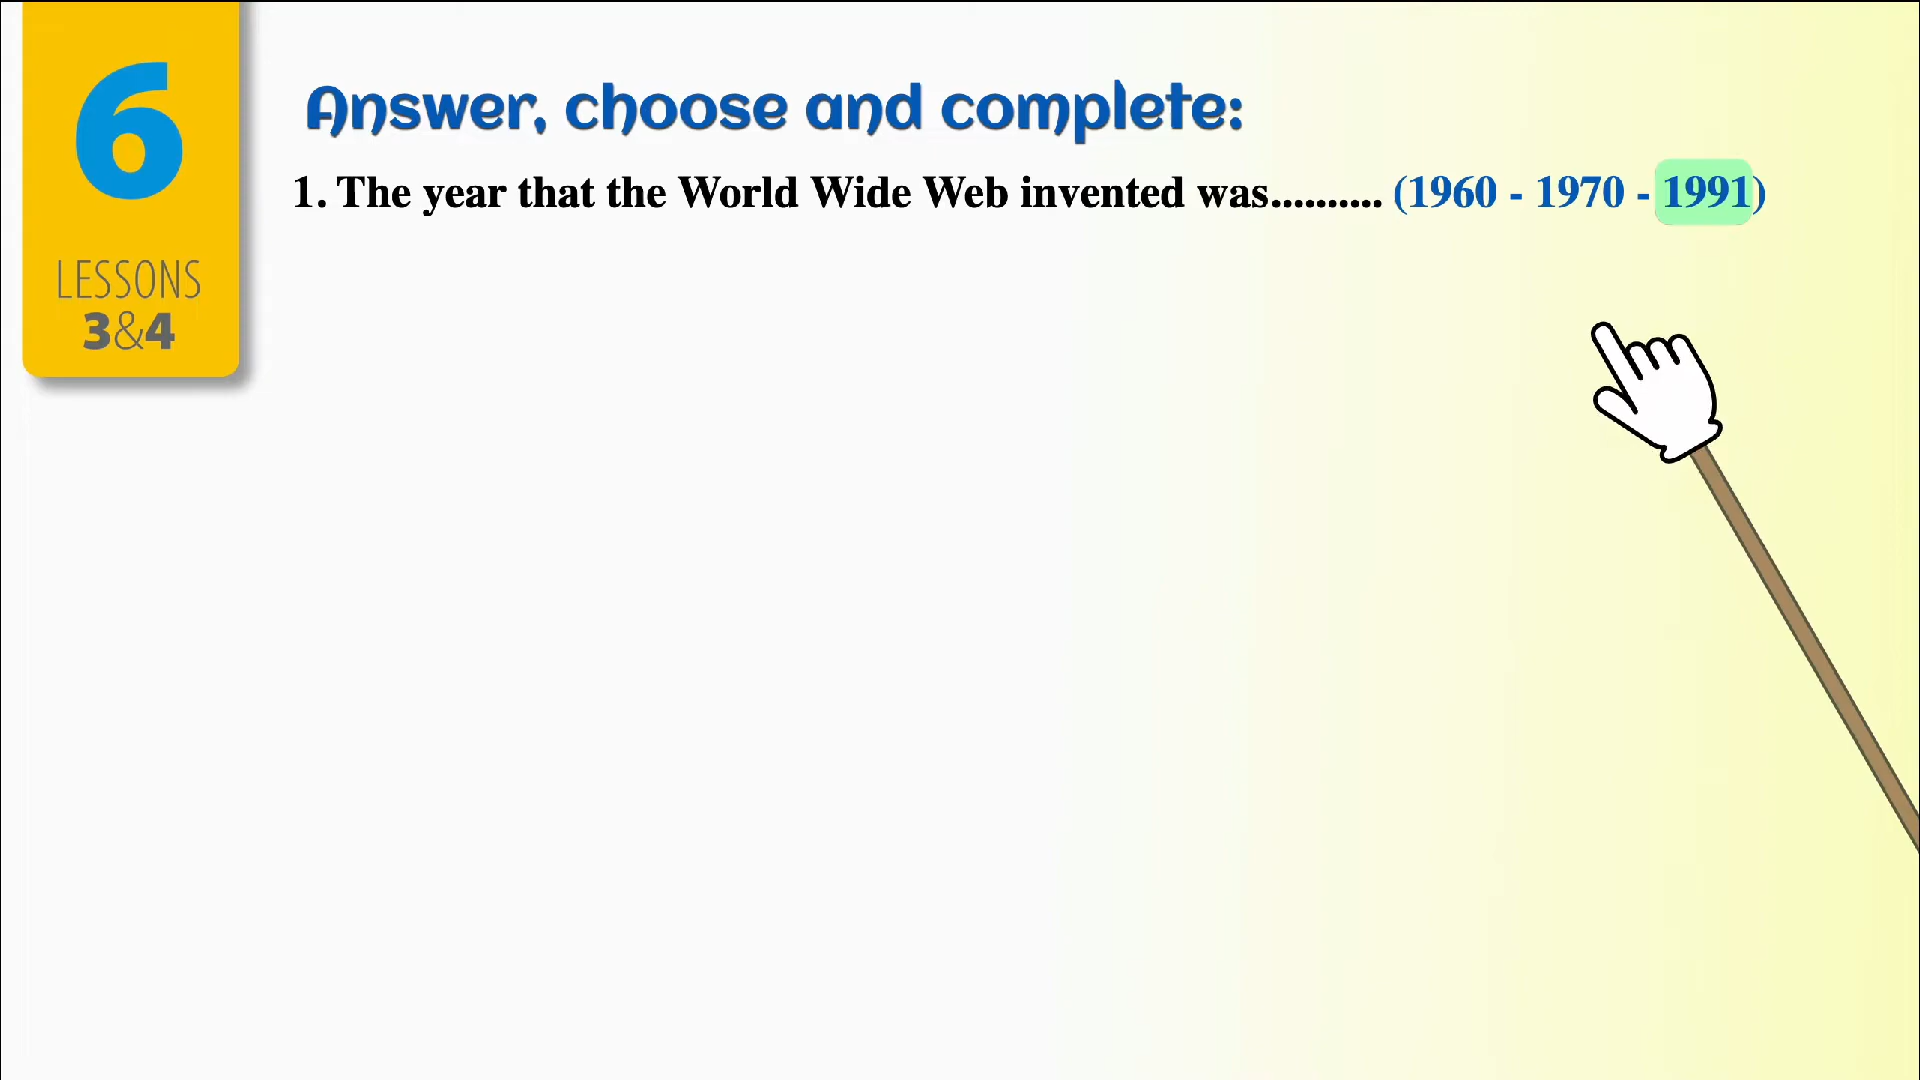 6
LESSONS
3&4
Answer, choose and complete:
1. The year that the World Wide Web invented was.......... (1960 - 1970 - 1991)